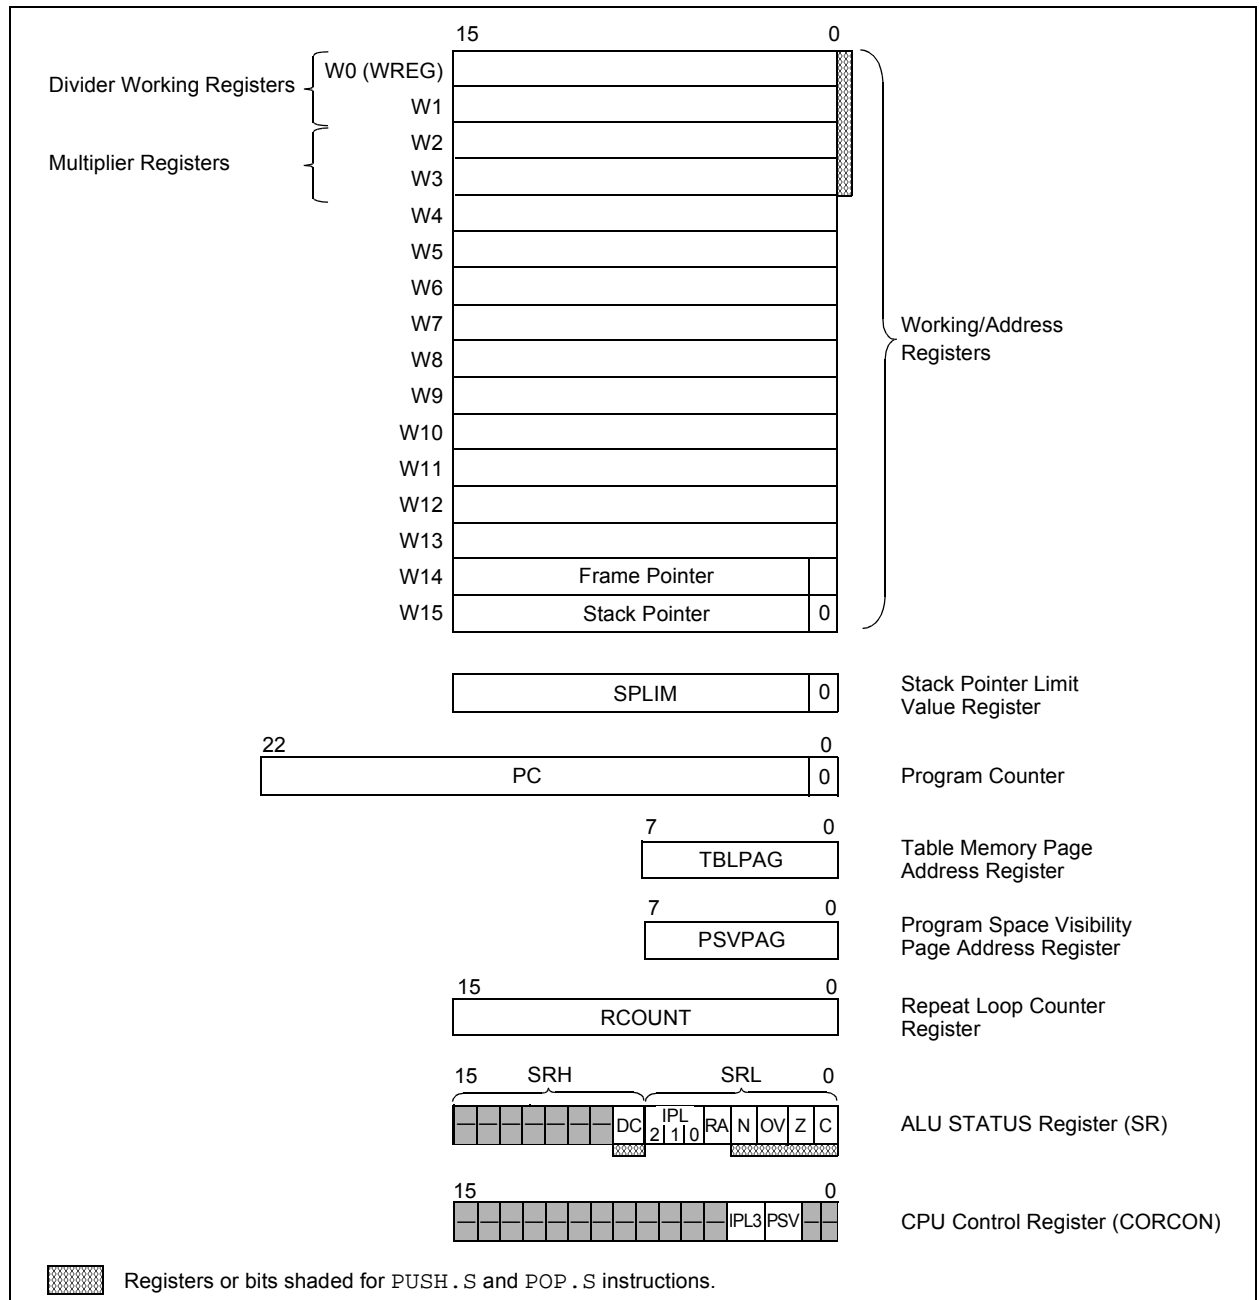 15 0
Divider Working Registers
W0 (WREG)
W1
Multiplier Registers
W2
W3
W4
W5
W6
W7
W8
W9
W10
W11
W12
W13
W14 Frame Pointer
W15 Stack Pointer 0
Working/Address
Registers
SPLIM 0
Stack Pointer Limit
Value Register
22 0
PC 0 Program Counter
7 0
TBLPAG
Table Memory Page
Address Register
7 0
PSVPAG
Program Space Visibility
Page Address Register
15 0
RCOUNT
Repeat Loop Counter
Register
15 SRH SRL 0
— — — — — — — DC IPL 2 1 0 RA N OV Z C ALU STATUS Register (SR)
15 0
— — — — — — — — — — — — IPL3 PSV — — CPU Control Register (CORCON)
Registers or bits shaded for PUSH.S and POP.S instructions.